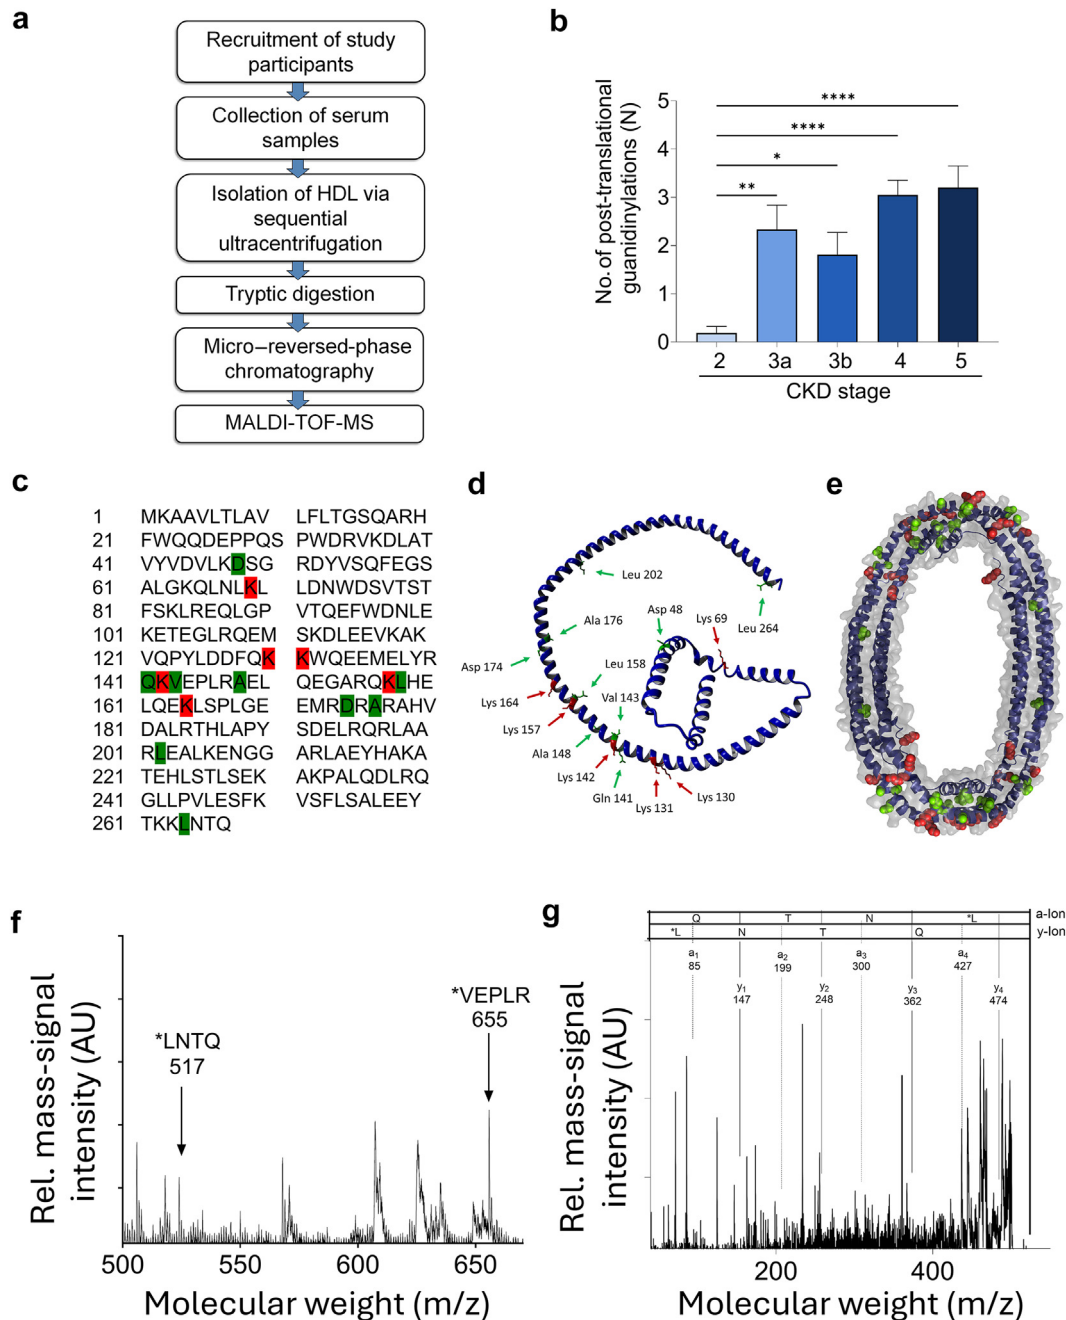 a
Recruitment of study
participants
Collection of serum
samples
Isolation of HDL via
sequential
ultracentrifugation
Tryptic digestion
Micro–reversed-phase
chromatography
MALDI-TOF-MS
b
No. of post-translational
guanidinylations (N)
5
4
3
2
1
0
****
****
*
**
2 3a 3b 4 5
CKD stage
c
1 MKAAVLTLAV LFLTGSQARH
21 FWQQDEPPQS PWDRVKDLAT
41 VYVDVLKDSG RDYVSQFEGS
61 ALGKQLNLKL LDNWDSVTST
81 FSKLREQLGP VTQEFWDNLE
101 KETEGLRQEM SKDLEEVKAK
121 VQPYLDDFQK KWQEEMELYR
141 QKVEPLRAEL QEGARQKLHE
161 LQEKLSPLGE EMRDRARAHV
181 DALRTHLAPY SDELRQRLAA
201 RLEALKENGG ARLAEYHAKA
221 TEHLSTLSEK AKPALQDLRQ
241 GLLPVLESFK VSFLSALEEY
261 TKKLNTQ
d
Leu 202
Leu 264
Ala 176
Asp 48
Lys 69
Asp 174
Leu 158
Lys 164
Val 143
Lys 157
Ala 148
Lys 142
Gln 141
Lys 131
Lys 130
e
f
Rel. mass-signal
intensity (AU)
*LNTQ
517
*VEPLR
655
500 550 600 650
Molecular weight (m/z)
g
Q T N *L a-Ion
*L N T Q y-Ion
a1 a2 a3 a4
85 199 300 427
y1 y2 y3 y4
147 248 362 474
Rel. mass-signal
intensity (AU)
200 400
Molecular weight (m/z)